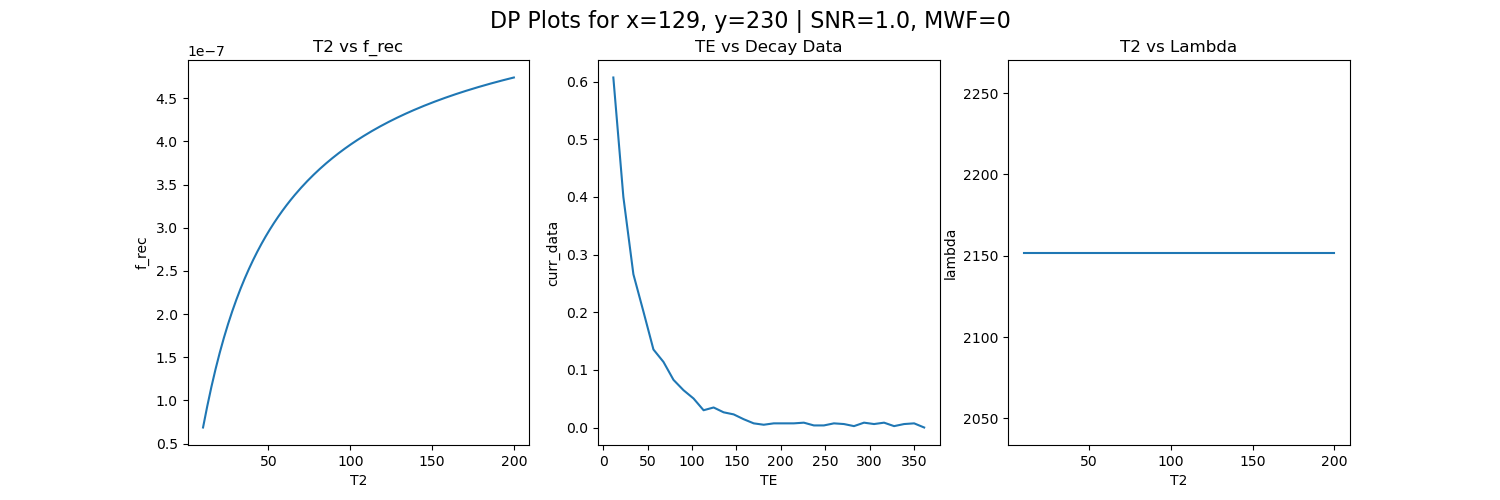 DP Plots for x=129, y=230 | SNR=1.0, MWF=0
T2 vs f_rec
1e−7
4.5
4.0
3.5
3.0
2.5
2.0
1.5
1.0
0.5
f_rec
50 100 150 200
T2
TE vs Decay Data
0.6
0.5
0.4
0.3
0.2
0.1
0.0
curr_data
0 50 100 150 200 250 300 350
TE
T2 vs Lambda
2250
2200
2150
2100
2050
lambda
50 100 150 200
T2